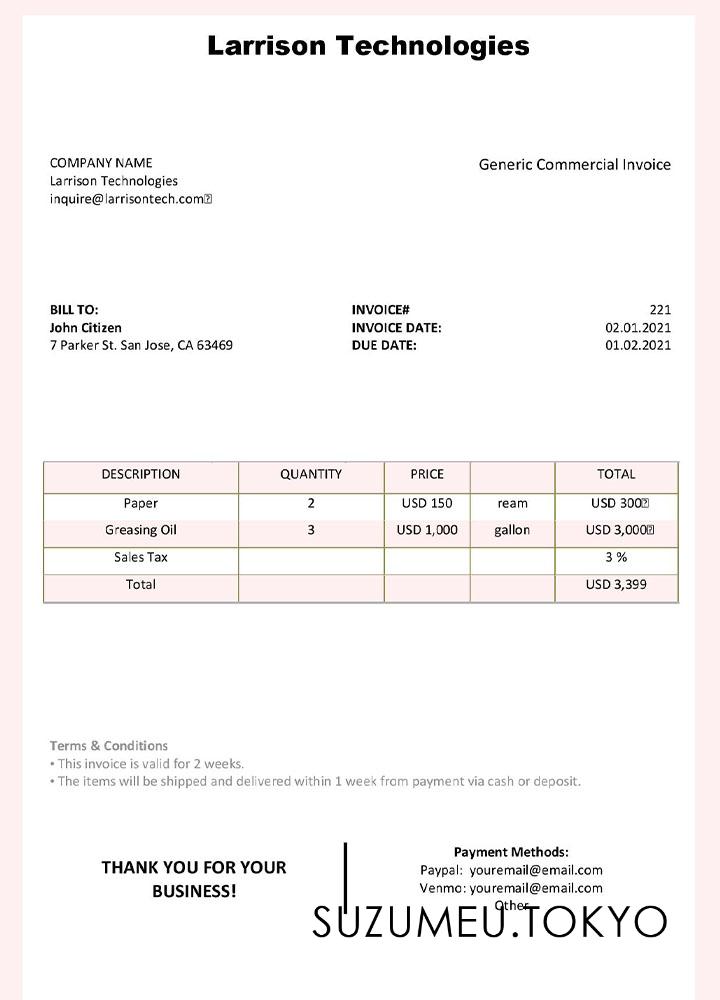 Larrison Technologies
COMPANY NAME
Larrison Technologies
inquire@larrisontech.com
Generic Commercial Invoice
BILL TO:
John Citizen
7 Parker St. San Jose, CA 63469
INVOICE# 221
INVOICE DATE: 02.01.2021
DUE DATE: 01.02.2021
DESCRIPTION QUANTITY PRICE TOTAL
Paper 2 USD 150 ream USD 300
Greasing Oil 3 USD 1,000 gallon USD 3,000
Sales Tax 3 %
Total USD 3,399
Terms & Conditions
• This invoice is valid for 2 weeks.
• The items will be shipped and delivered within 1 week from payment via cash or deposit.
THANK YOU FOR YOUR
BUSINESS!
Payment Methods:
Paypal: youremail@email.com
Venmo: youremail@email.com
Other
SUZUMEU.TOKYO